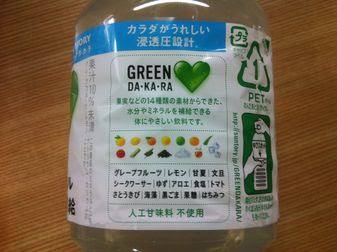 カラダがうれしい
浸透圧設計。
GREEN
DA·KA·RA
果実などの14種類の素材からできた、
水分やミネラルを補給できる
体にやさしい飲料です。
グレープフルーツ｜レモン｜甘夏｜文旦
シークヮーサー｜ゆず｜アロエ｜食塩｜トマト
さとうきび｜海藻｜黒ごま｜果糖｜はちみつ
人工甘味料 不使用
果汁10%未満
PET
http://suntory.jp/
GREENDAKARA/